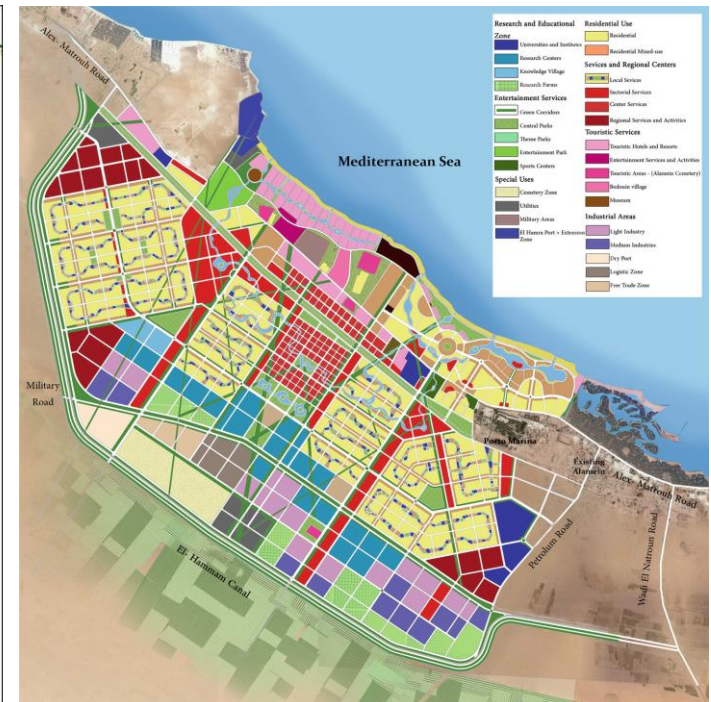 Research and Educational
Zone
Universities and Institutes
Research Centers
Knowledge Village
Research Farms
Entertainment Services
Green Corridors
Central Parks
Theme Parks
Entertainment Park
Sports Centers
Special Uses
Cemetery Zone
Utilities
Military Areas
El Hamra Port + Extension
Zone
Residential Use
Residential
Residential Mixed-use
Sevices and Regional Centers
Local Sevices
Sectorial Services
Center Services
Regional Services and Activities
Touristic Services
Touristic Hotels and Resorts
Entertainment Services and Activities
Touristic Areas - (Alamein Cemetery)
Bedouin village
Museum
Industrial Areas
Light Industry
Medium Industries
Dry Port
Logistic Zone
Free Trade Zone
Alex- Matrouh Road
Mediterranean Sea
Military
Road
Porto Marina
Existing
Alamein
Alex- Matrouh Road
Petrolum Road
Wadi El Natroun Road
El- Hammam Canal